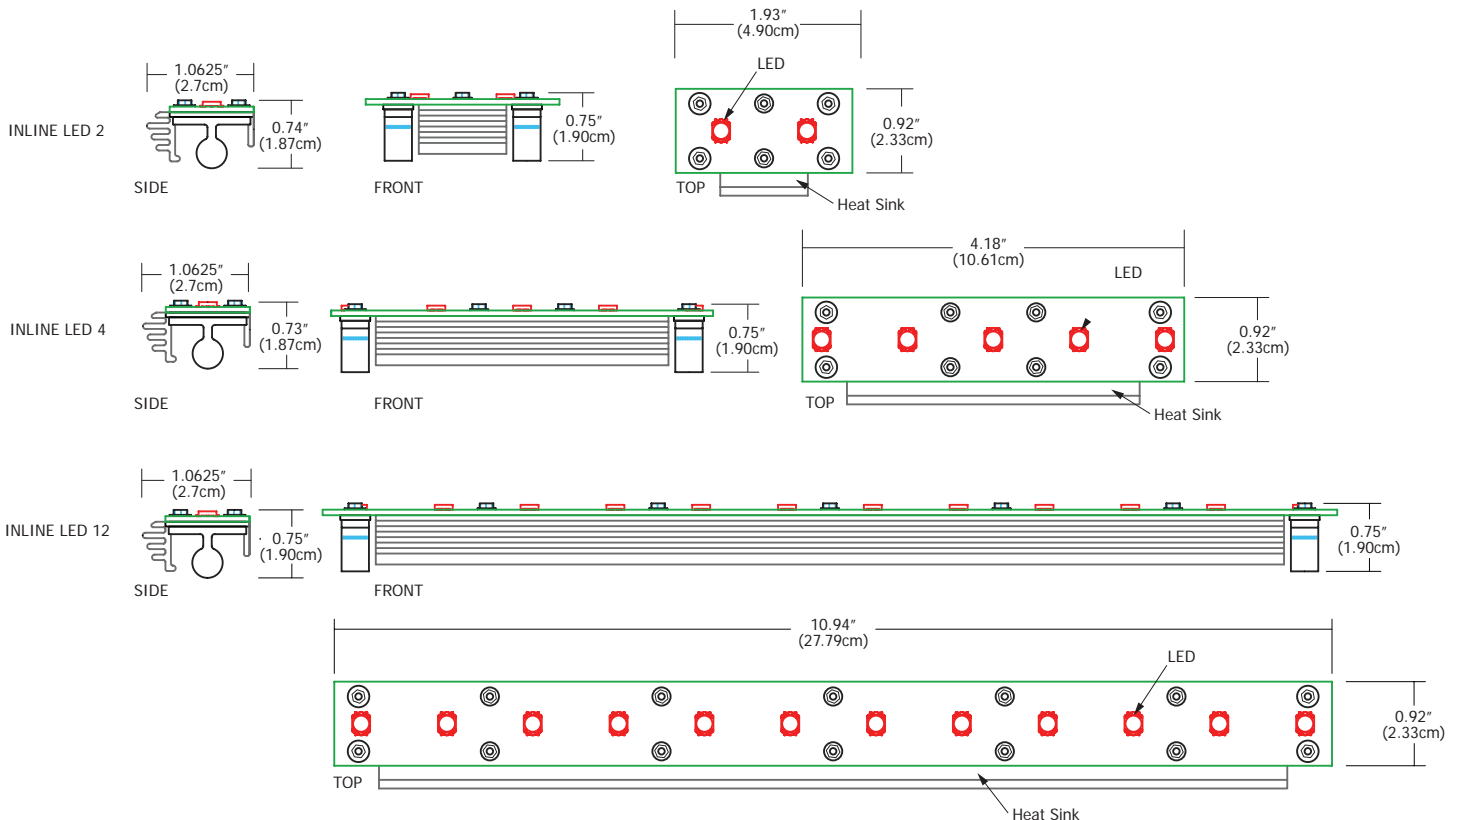 1.93″
(4.90cm)
LED
1.0625″
(2.7cm)
INLINE LED 2
0.74″
(1.87cm)
0.75″
(1.90cm)
0.92″
(2.33cm)
SIDE
FRONT
TOP
Heat Sink
4.18″
(10.61cm)
LED
1.0625″
(2.7cm)
INLINE LED 4
0.73″
(1.87cm)
0.75″
(1.90cm)
0.92″
(2.33cm)
SIDE
FRONT
TOP
Heat Sink
1.0625″
(2.7cm)
INLINE LED 12
0.75″
(1.90cm)
0.75″
(1.90cm)
SIDE
FRONT
10.94″
(27.79cm)
LED
0.92″
(2.33cm)
TOP
Heat Sink